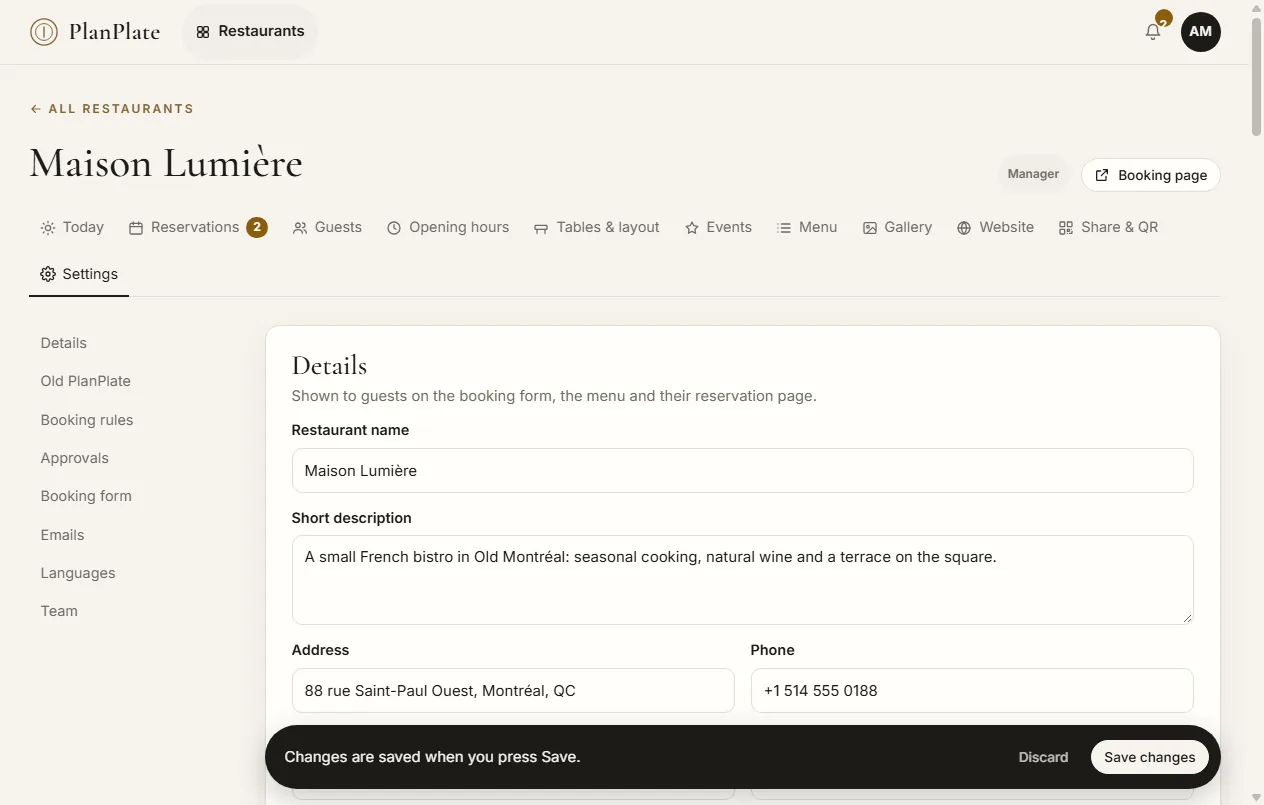 PlanPlate
Restaurants
2
AM
← ALL RESTAURANTS
Maison Lumière
Manager
Booking page
Today
Reservations 2
Guests
Opening hours
Tables & layout
Events
Menu
Gallery
Website
Share & QR
Settings
Details
Old PlanPlate
Booking rules
Approvals
Booking form
Emails
Languages
Team
Details
Shown to guests on the booking form, the menu and their reservation page.
Restaurant name
Maison Lumière
Short description
A small French bistro in Old Montréal: seasonal cooking, natural wine and a terrace on the square.
Address
88 rue Saint-Paul Ouest, Montréal, QC
Phone
+1 514 555 0188
Changes are saved when you press Save.
Discard
Save changes